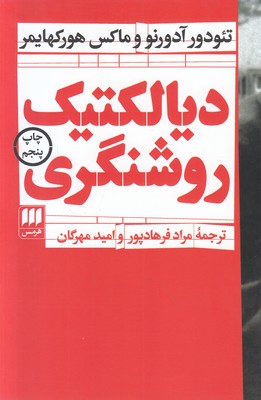 تئودور آدورنو و ماکس هورکهایمر
دیالکتیک
روشنگری
چاپ
پنجم
ترجمهٔ مراد فرهادپور و امید مهرگان
هرمس